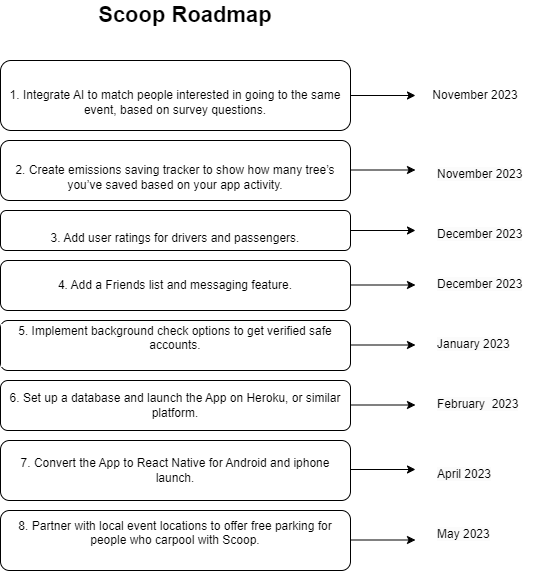 Scoop Roadmap
1. Integrate AI to match people interested in going to the same
event, based on survey questions.
November 2023
2. Create emissions saving tracker to show how many tree's
you've saved based on your app activity.
November 2023
3. Add user ratings for drivers and passengers.
December 2023
4. Add a Friends list and messaging feature.
December 2023
5. Implement background check options to get verified safe
accounts.
January 2023
6. Set up a database and launch the App on Heroku, or similar
platform.
February  2023
7. Convert the App to React Native for Android and iphone
launch.
April 2023
8. Partner with local event locations to offer free parking for
people who carpool with Scoop.
May 2023